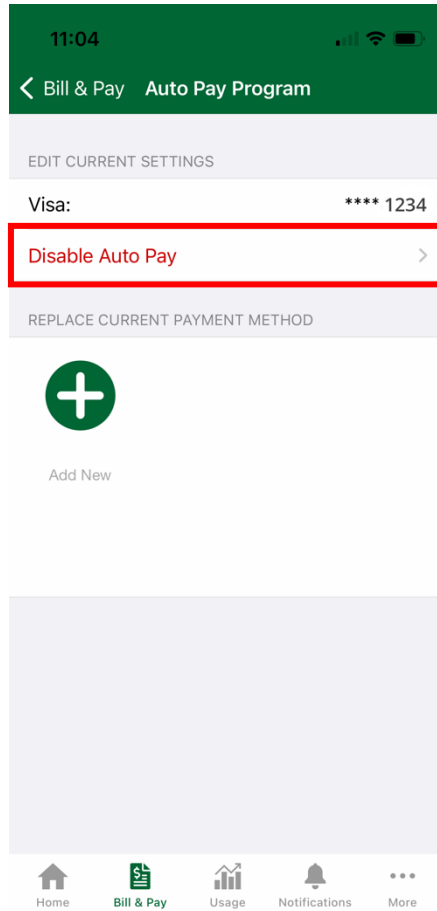 11:04
Bill & Pay Auto Pay Program
EDIT CURRENT SETTINGS
Visa: **** 1234
Disable Auto Pay
REPLACE CURRENT PAYMENT METHOD
Add New
Home Bill & Pay Usage Notifications More